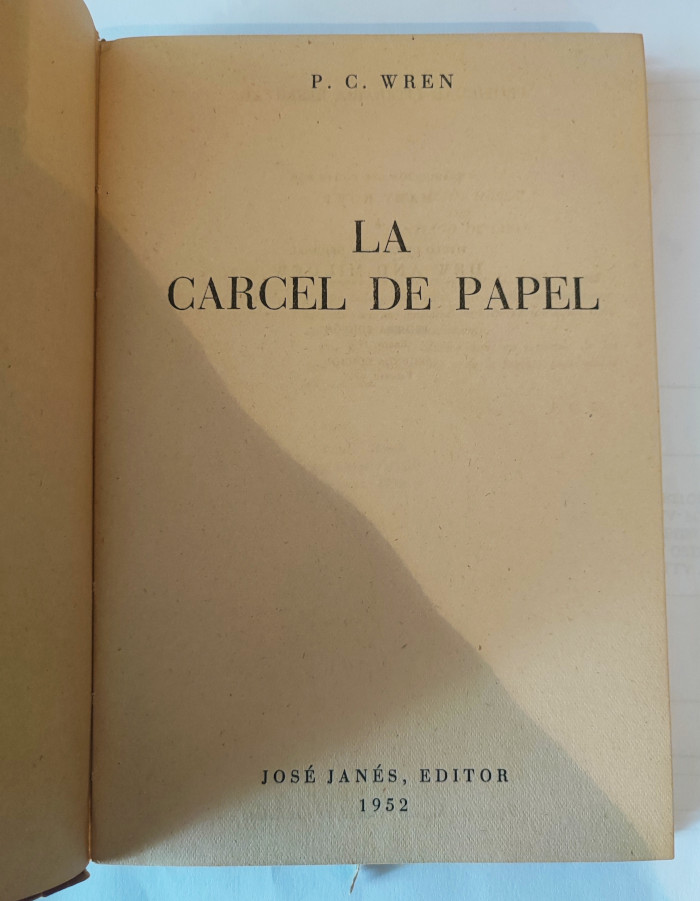 P. C. WREN
LA
CARCEL DE PAPEL
JOSÉ JANÉS, EDITOR
1952